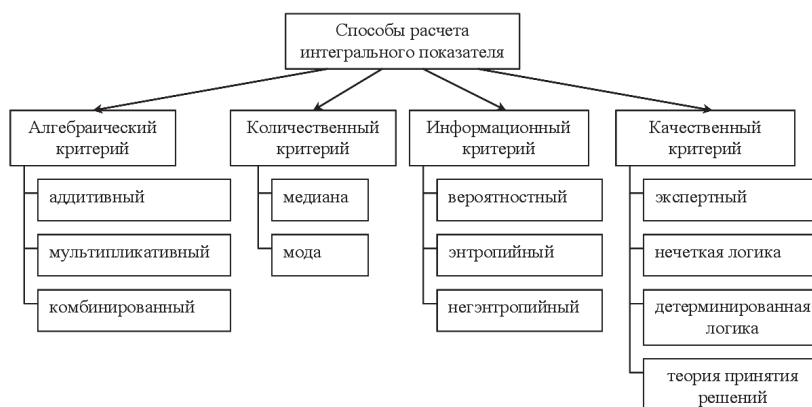 Способы расчета
интегрального показателя
Алгебраический
критерий
аддитивный
мультипликативный
комбинированный
Количественный
критерий
медиана
мода
Информационный
критерий
вероятностный
энтропийный
негэнтропийный
Качественный
критерий
экспертный
нечеткая логика
детерминированная
логика
теория принятия
решений